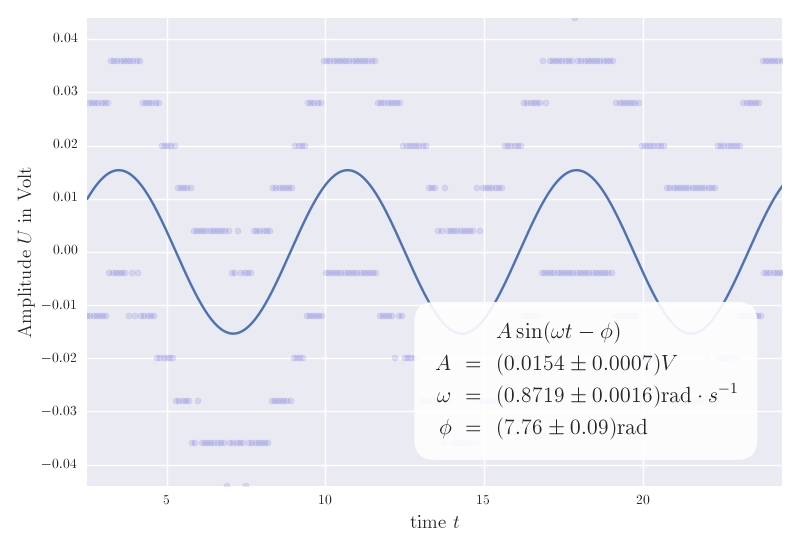 0.04
0.03
0.02
0.01
0.00
−0.01
−0.02
−0.03
−0.04
Amplitude U in Volt
5 10 15 20
time t
A sin(ωt − ϕ)
A = (0.0154 ± 0.0007)V
ω = (0.8719 ± 0.0016)rad · s⁻¹
ϕ = (7.76 ± 0.09)rad